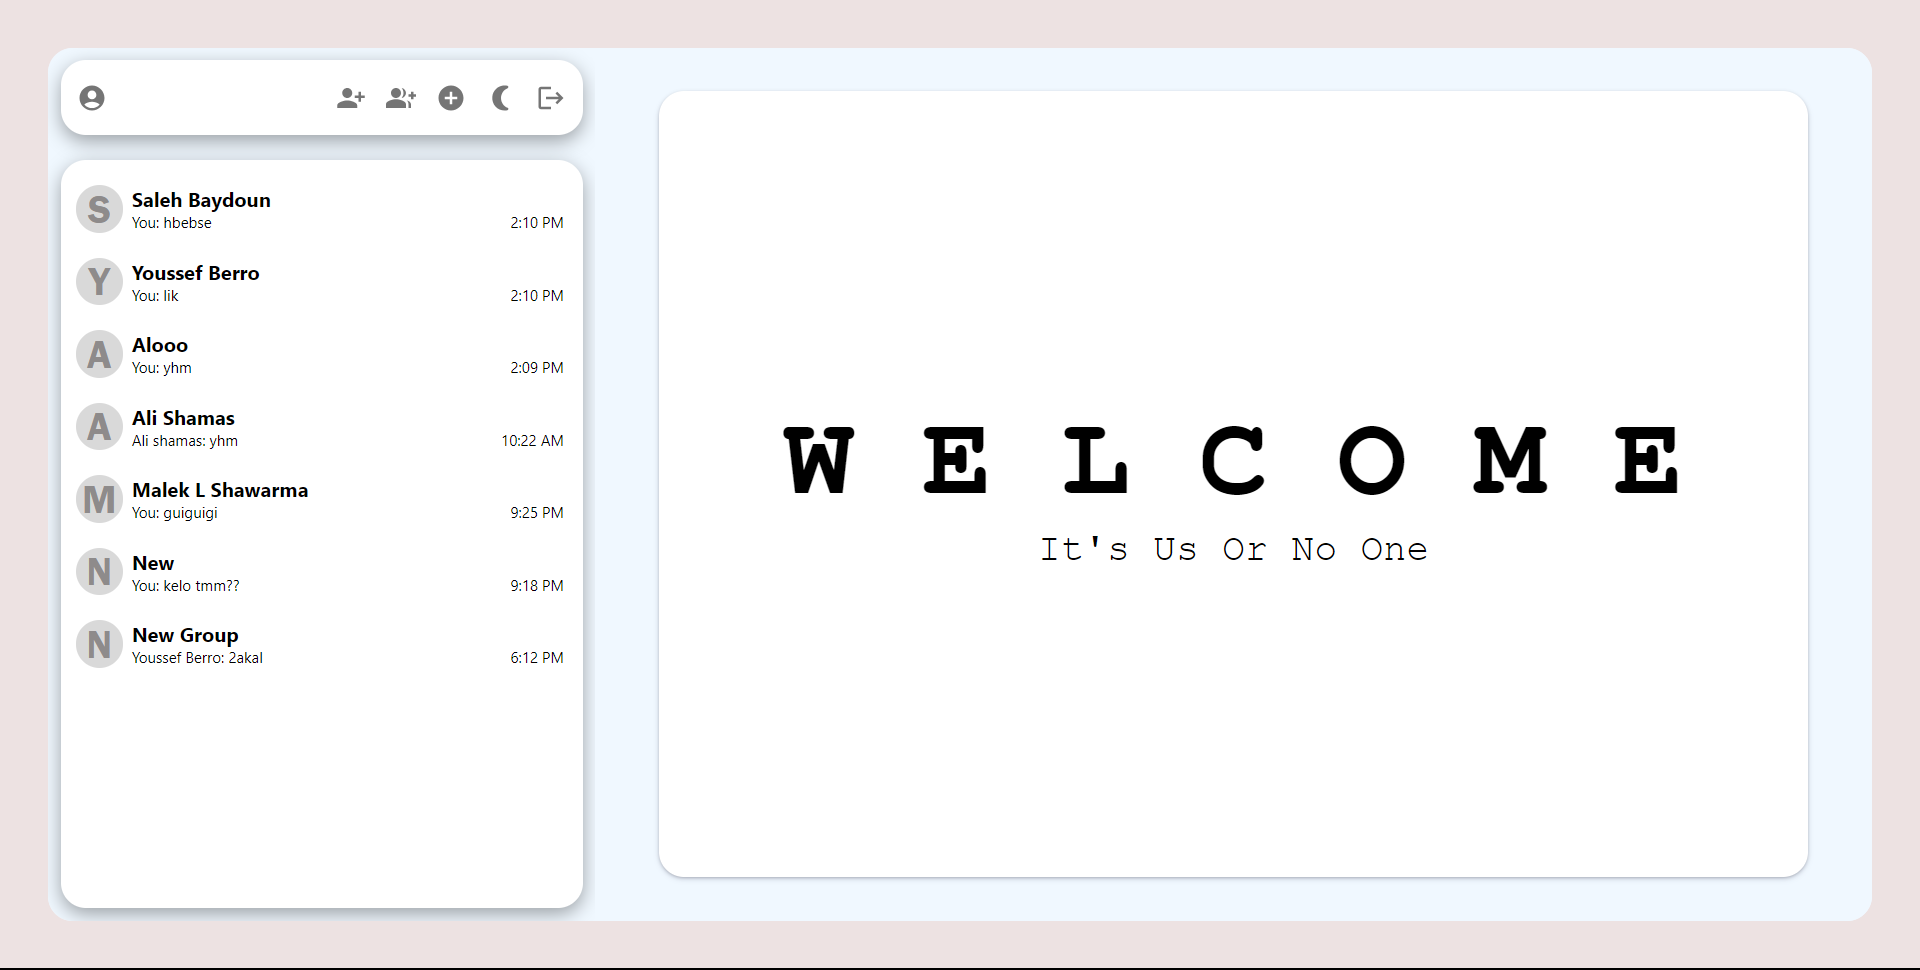 S
Saleh Baydoun
You: hbebse
2:10 PM
Y
Youssef Berro
You: lik
2:10 PM
A
Alooo
You: yhm
2:09 PM
A
Ali Shamas
Ali shamas: yhm
10:22 AM
M
Malek L Shawarma
You: guiguigi
9:25 PM
N
New
You: kelo tmm??
9:18 PM
N
New Group
Youssef Berro: 2akal
6:12 PM
W E L C O M E
It's Us Or No One